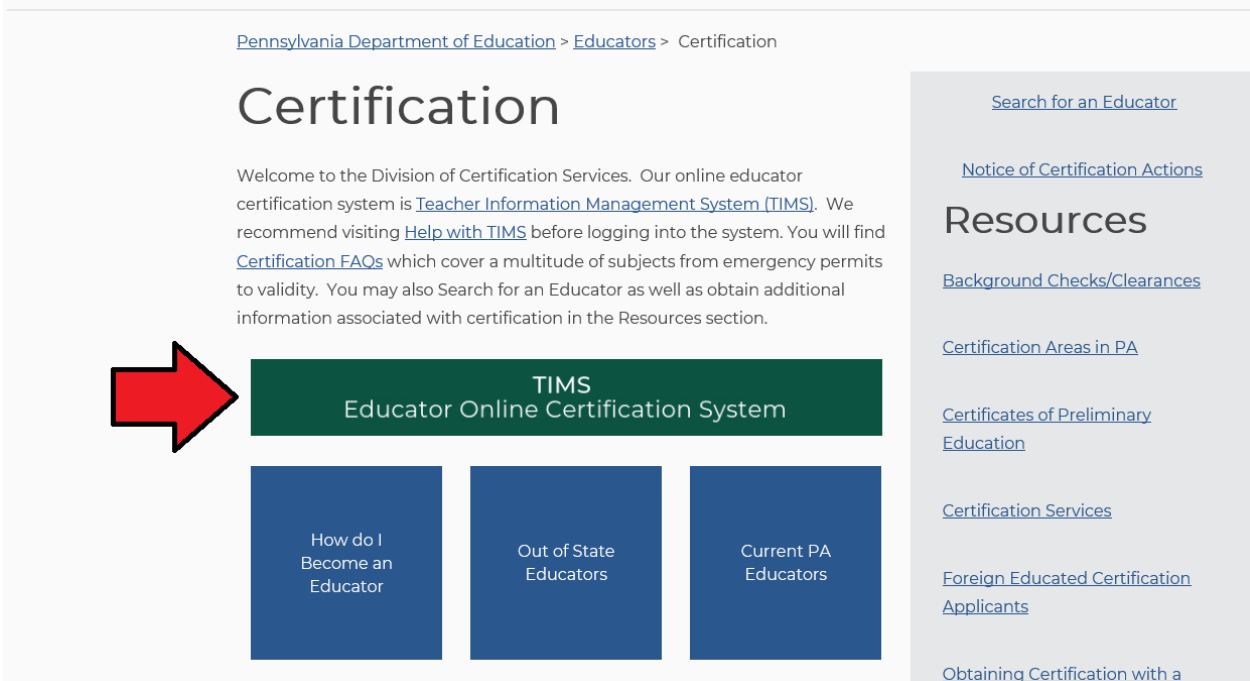 Pennsylvania Department of Education > Educators > Certification
Certification
Welcome to the Division of Certification Services. Our online educator
certification system is Teacher Information Management System (TIMS). We
recommend visiting Help with TIMS before logging into the system. You will find
Certification FAQs which cover a multitude of subjects from emergency permits
to validity. You may also Search for an Educator as well as obtain additional
information associated with certification in the Resources section.
TIMS
Educator Online Certification System
How do I
Become an
Educator
Out of State
Educators
Current PA
Educators
Search for an Educator
Notice of Certification Actions
Resources
Background Checks/Clearances
Certification Areas in PA
Certificates of Preliminary
Education
Certification Services
Foreign Educated Certification
Applicants
Obtaining Certification with a